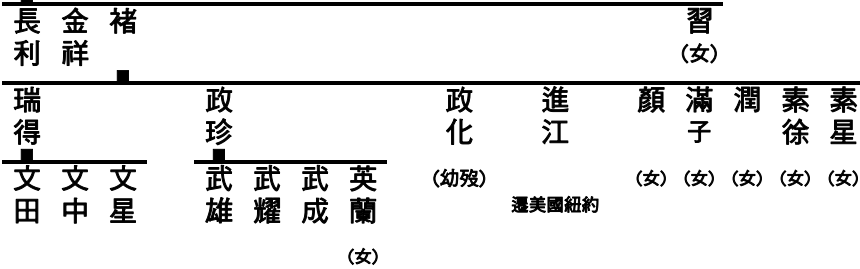 長利 金祥 褚 習(女)
瑞得 政珍 政化(幼歿) 進江 遷美國紐約 顏(女) 滿子(女) 潤(女) 素徐(女) 素星(女)
文田 文中 文星 武雄 武耀 武成 英蘭(女)